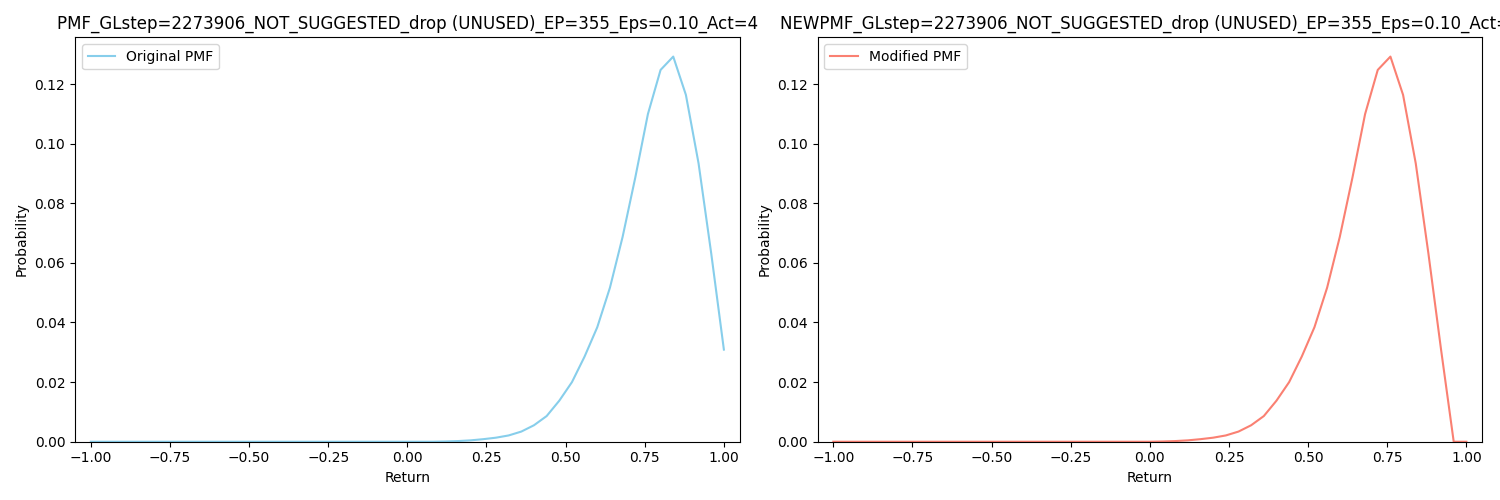 PMF_GLstep=2273906_NOT_SUGGESTED_drop (UNUSED)_EP=355_Eps=0.10_Act=4
Original PMF
Probability
0.12
0.10
0.08
0.06
0.04
0.02
0.00
−1.00 −0.75 −0.50 −0.25 0.00 0.25 0.50 0.75 1.00
Return
NEWPMF_GLstep=2273906_NOT_SUGGESTED_drop (UNUSED)_EP=355_Eps=0.10_Act=
Modified PMF
Probability
0.12
0.10
0.08
0.06
0.04
0.02
0.00
−1.00 −0.75 −0.50 −0.25 0.00 0.25 0.50 0.75 1.00
Return